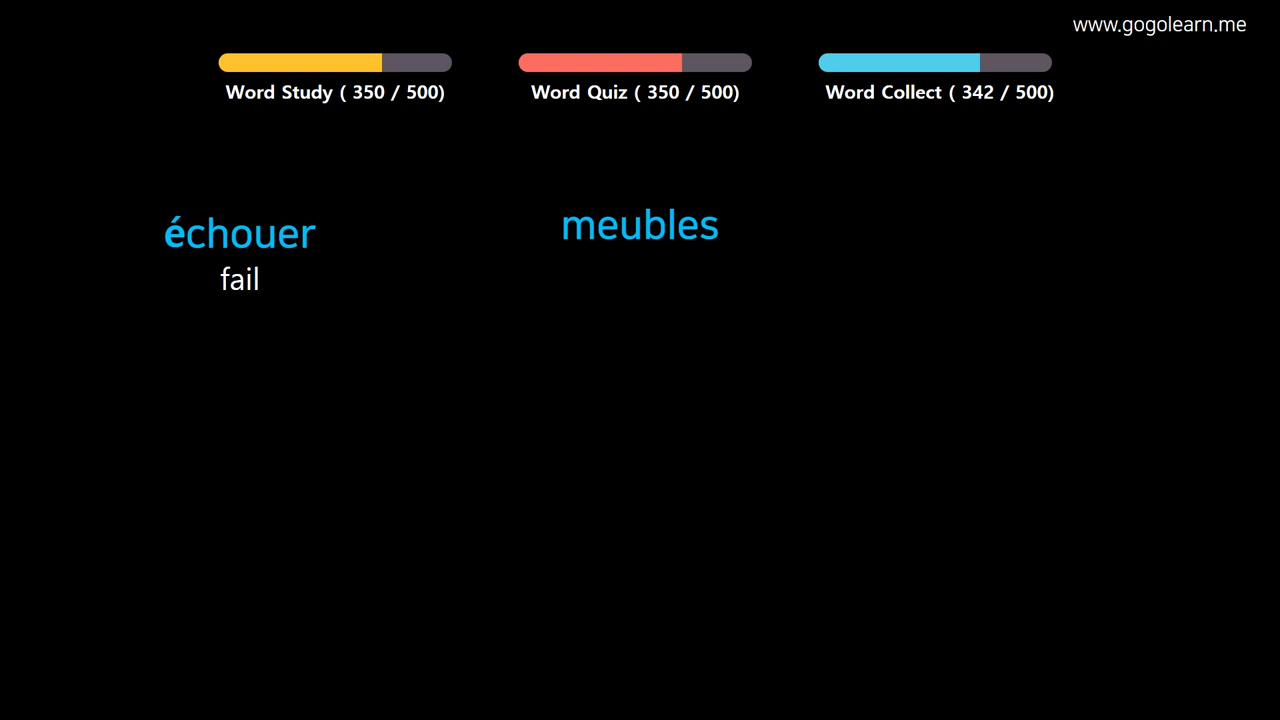 www.gogolearn.me
Word Study ( 350 / 500)
Word Quiz ( 350 / 500)
Word Collect ( 342 / 500)
échouer
fail
meubles